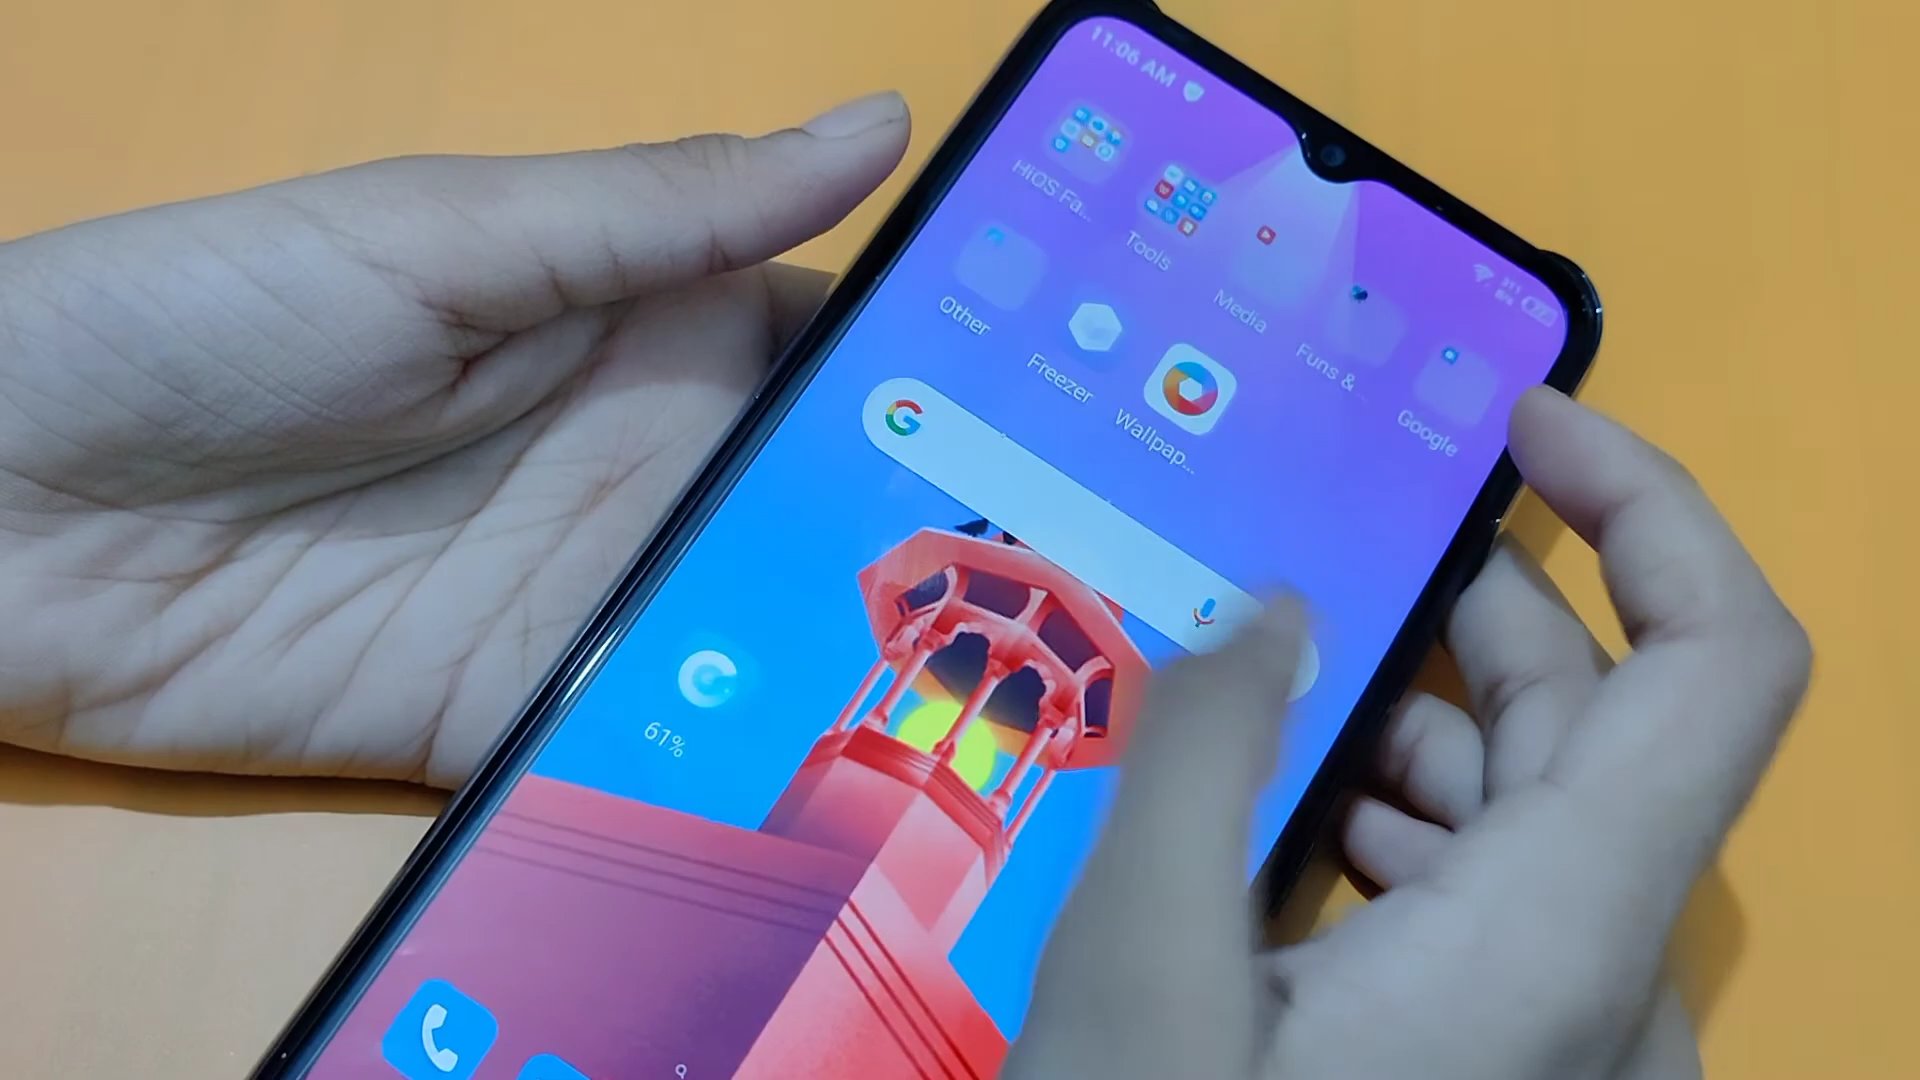 11:06 AM
HiOS Fa...
Tools
Media
Funs &...
Google
Other
Freezer
Wallpap...
G
61%